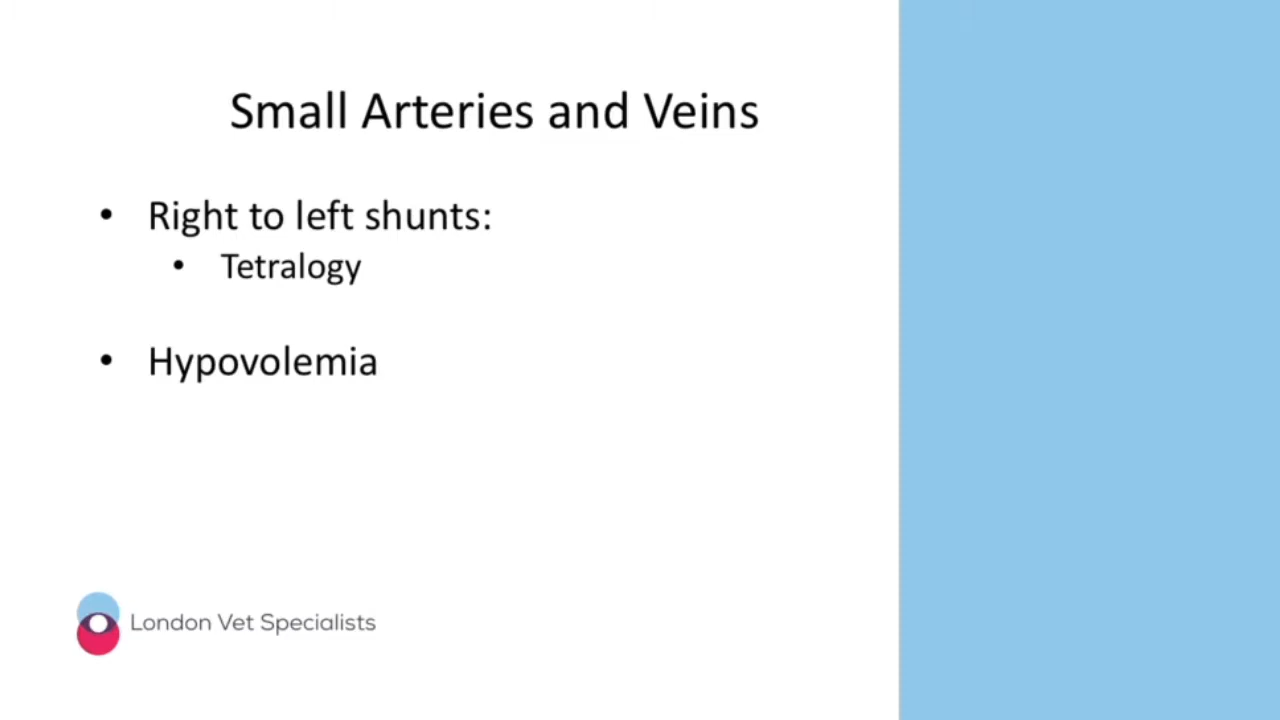 Small Arteries and Veins
• Right to left shunts:
• Tetralogy
• Hypovolemia
London Vet Specialists